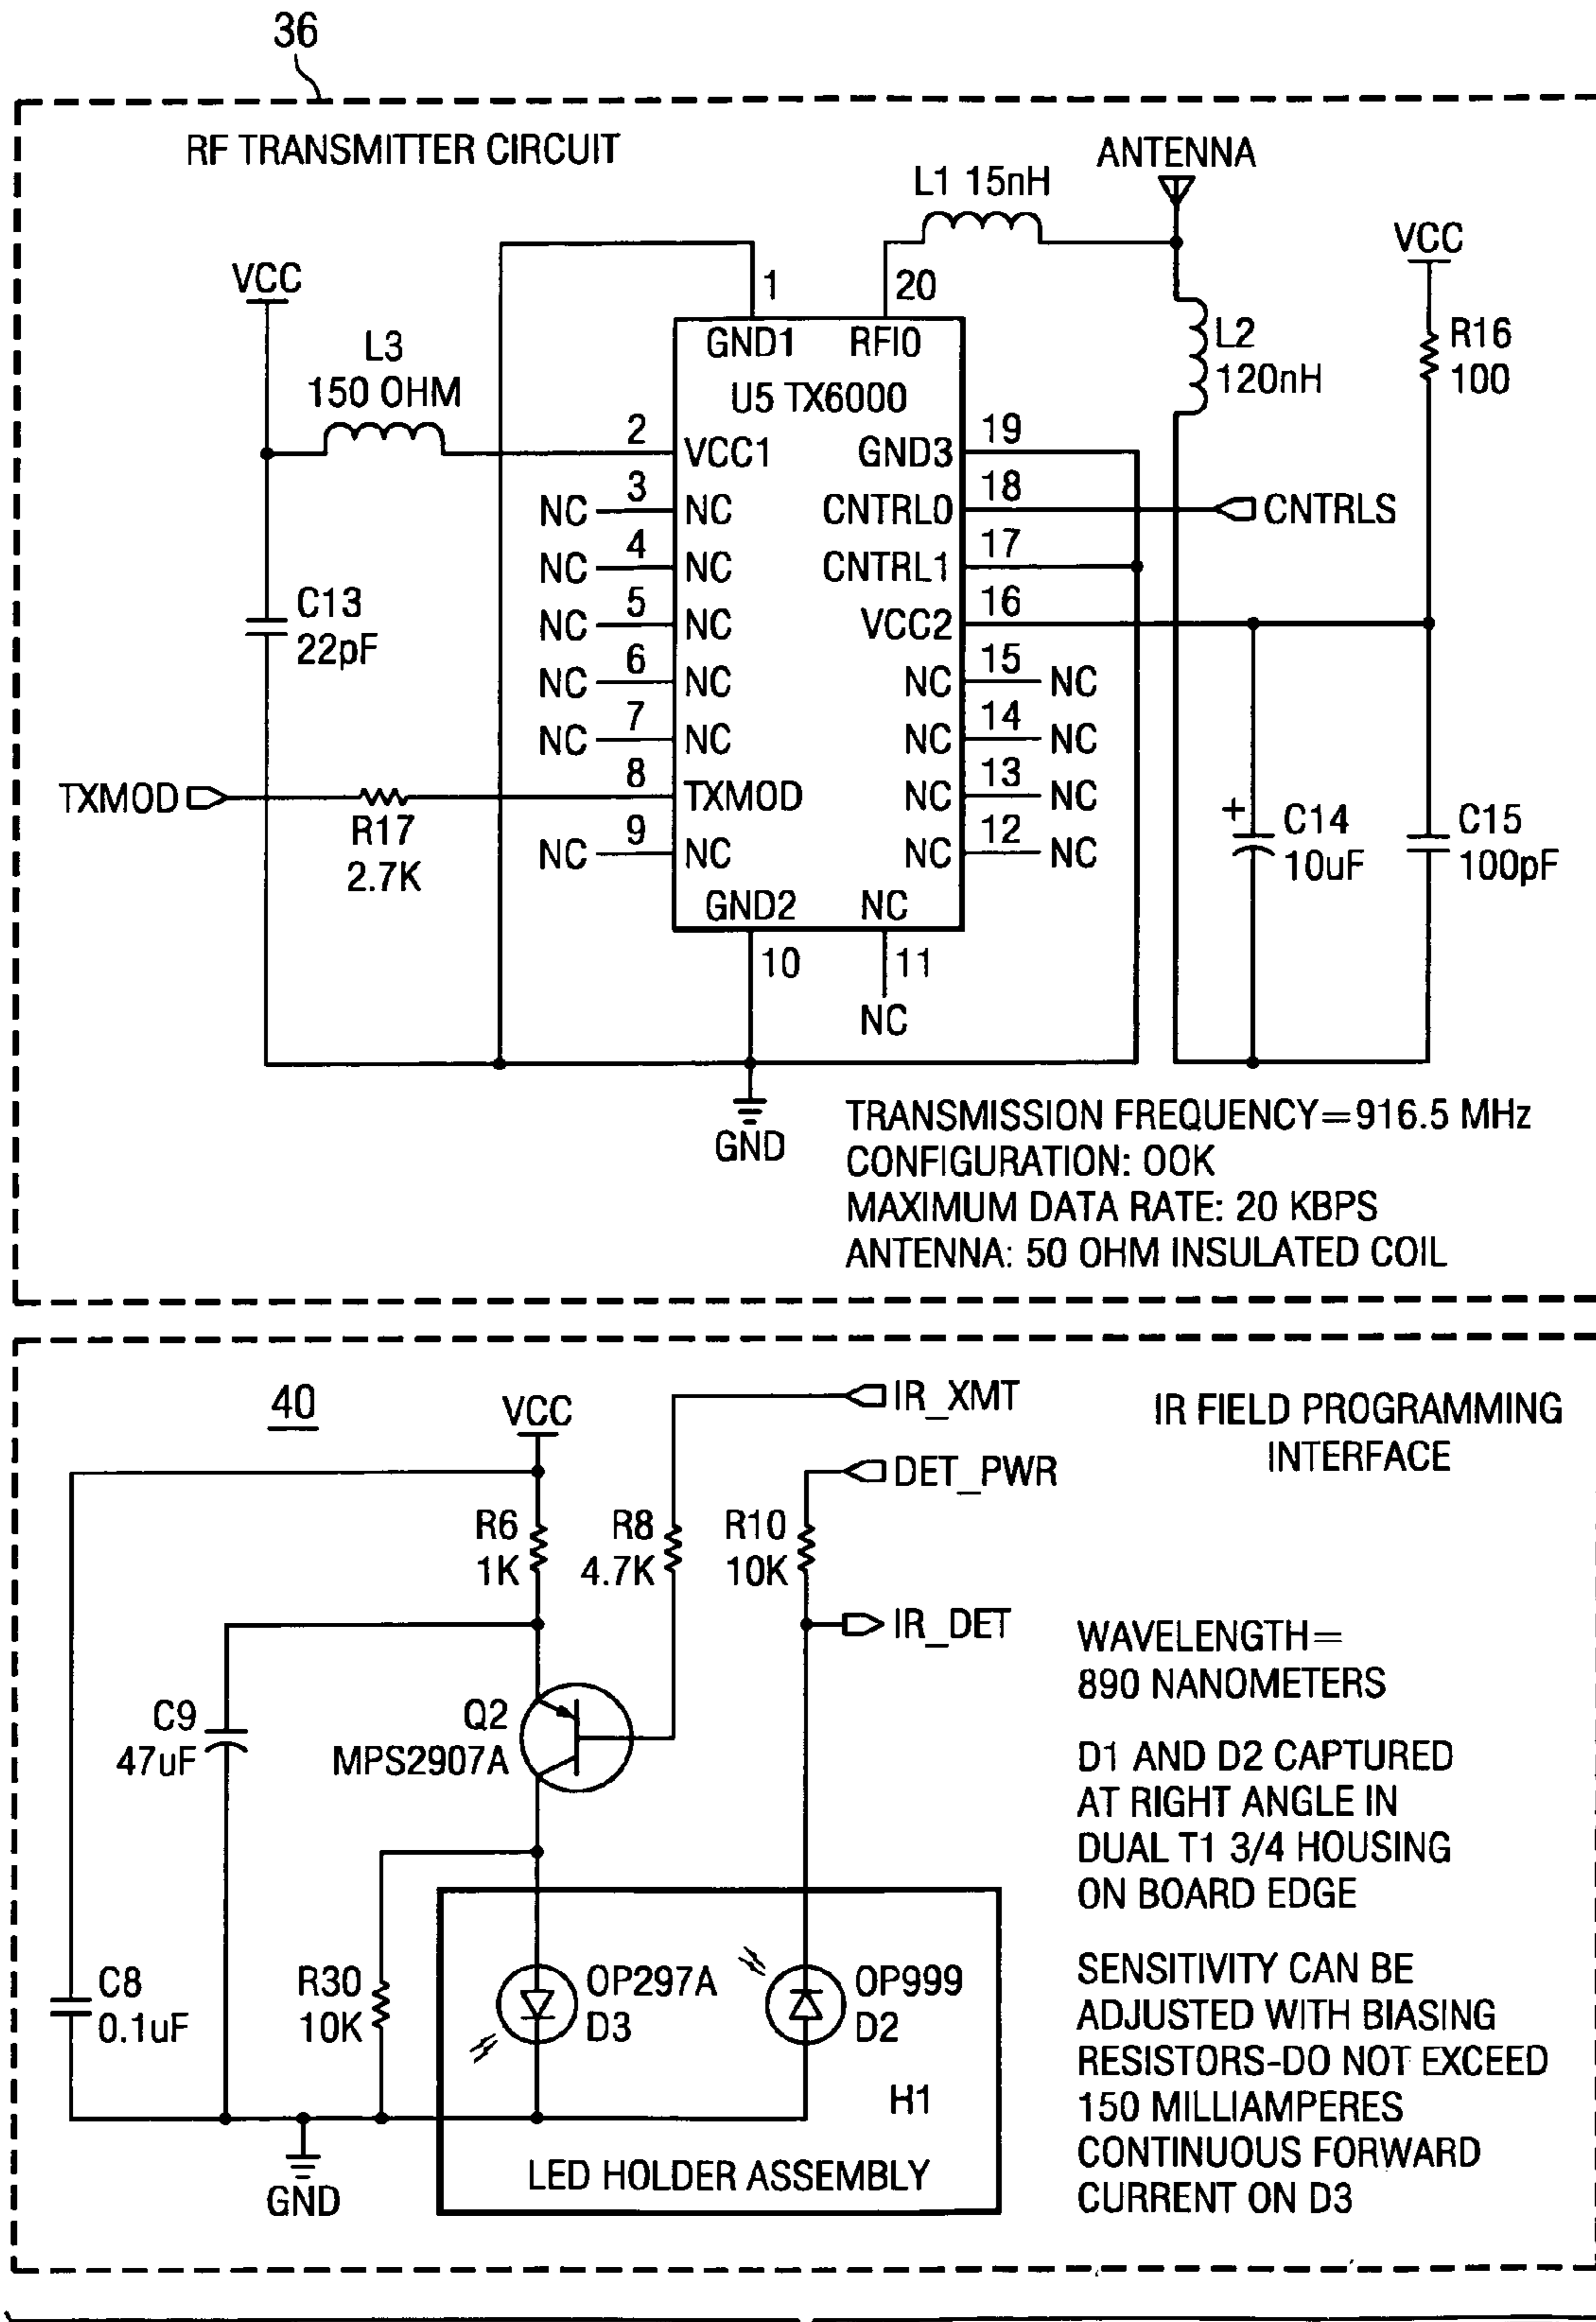 36
RF TRANSMITTER CIRCUIT
ANTENNA
L1 15nH
VCC
VCC
1
20
GND1
RFIO
L3
150 OHM
L2
120nH
R16
100
U5 TX6000
2
VCC1
GND3
19
NC
3
NC
CNTRL0
18
CNTRLS
NC
4
NC
CNTRL1
17
C13
22pF
NC
5
NC
VCC2
16
NC
6
NC
NC
15
NC
NC
7
NC
NC
14
NC
TXMOD
R17
2.7K
8
TXMOD
NC
13
NC
NC
9
NC
NC
12
NC
+
C14
10uF
C15
100pF
GND2
NC
10
11
NC
GND
TRANSMISSION FREQUENCY=916.5 MHz
CONFIGURATION: OOK
MAXIMUM DATA RATE: 20 KBPS
ANTENNA: 50 OHM INSULATED COIL
40
VCC
IR_XMT
DET_PWR
IR FIELD PROGRAMMING
INTERFACE
R6
1K
R8
4.7K
R10
10K
IR_DET
C9
47uF
Q2
MPS2907A
WAVELENGTH=
890 NANOMETERS
D1 AND D2 CAPTURED
AT RIGHT ANGLE IN
DUAL T1 3/4 HOUSING
ON BOARD EDGE
C8
0.1uF
R30
10K
OP297A
D3
OP999
D2
H1
LED HOLDER ASSEMBLY
GND
SENSITIVITY CAN BE
ADJUSTED WITH BIASING
RESISTORS-DO NOT EXCEED
150 MILLIAMPERES
CONTINUOUS FORWARD
CURRENT ON D3